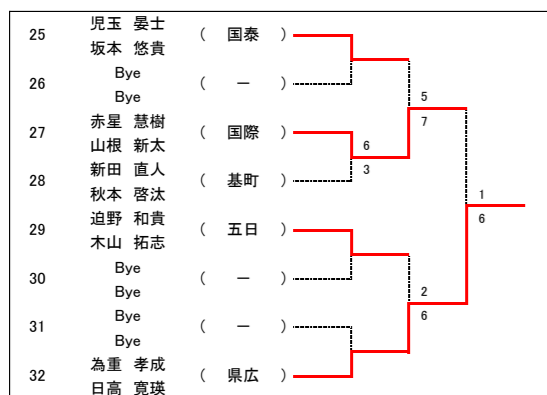 児玉 晏士
25 ( 国泰 )
坂本 悠貴
Bye
26 ( ー )
Bye
5
7
赤星 慧樹
27 ( 国際 )
山根 新太
6
3
新田 直人
28 ( 基町 )
秋本 啓汰
1
6
迫野 和貴
29 ( 五日 )
木山 拓志
Bye
30 ( ー )
Bye
2
6
Bye
31 ( ー )
Bye
為重 孝成
32 ( 県広 )
日高 寛瑛